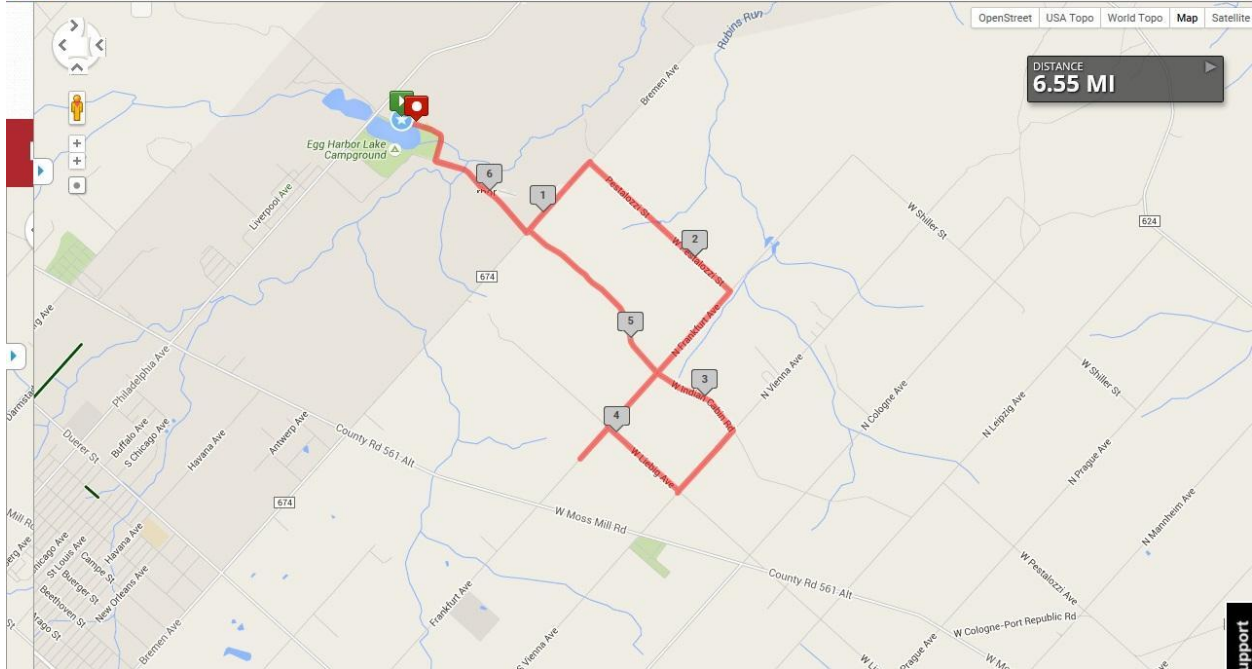 OpenStreet USA Topo World Topo Map Satellite
DISTANCE
6.55 MI
Rubins Run
Bremen Ave
Egg Harbor Lake
Campground
Liverpool Ave
6
1
Pestalozzi St
2
W Pestalozzi St
W Shiller St
624
674
N Frankfurt Ave
5
3
W Indian Cabin Rd
N Vienna Ave
4
W Liebig Ave
N Cologne Ave
N Leipzig Ave
W Shiller St
N Prague Ave
N Mannheim Ave
Philadelphia Ave
Buffalo Ave
S Chicago Ave
Havana Ave
Antwerp Ave
Duerer St
County Rd 561 Alt
674
W Moss Mill Rd
County Rd 561 Alt
W Pestalozzi Ave
W Cologne-Port Republic Rd
Mill Rd
St Louis Ave
Campe St
Havana Ave
Buerger St
Beethoven St
New Orleans Ave
Arago St
Bremen Ave
Frankfurt Ave
S Vienna Ave